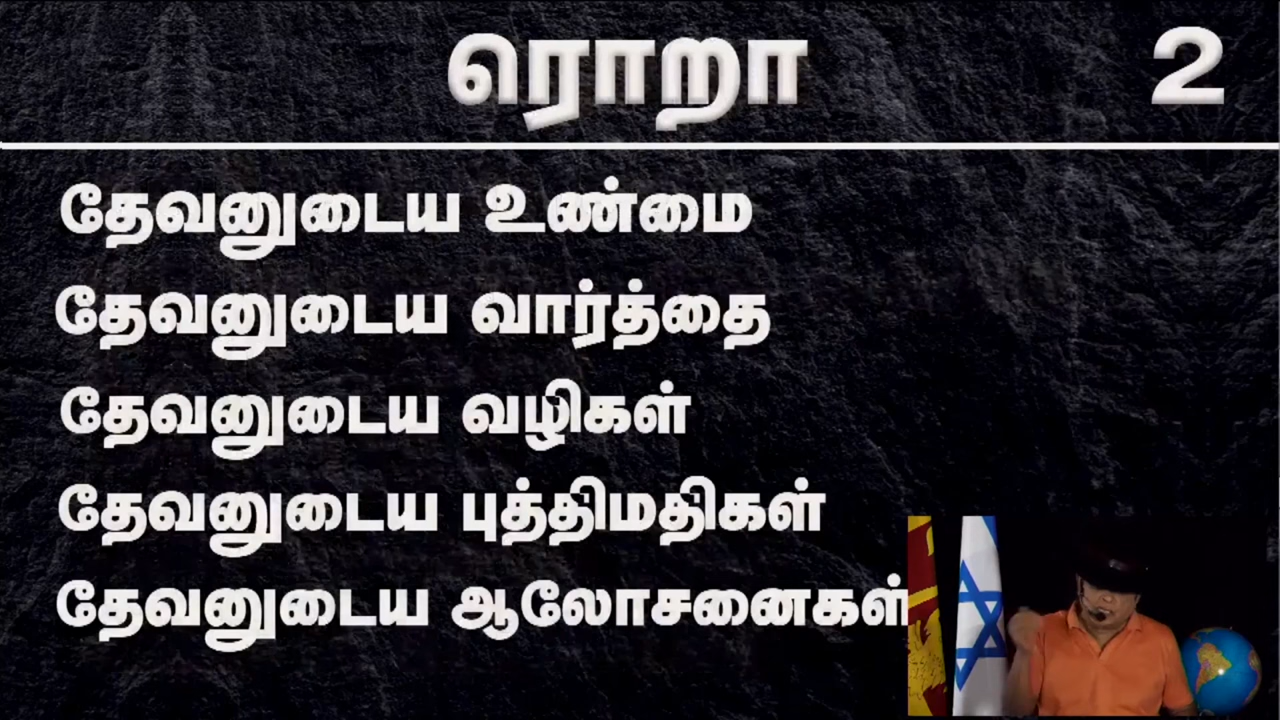 ரொறா
2
தேவனுடைய உண்மை
தேவனுடைய வார்த்தை
தேவனுடைய வழிகள்
தேவனுடைய புத்திமதிகள்
தேவனுடைய ஆலோசனைகள்